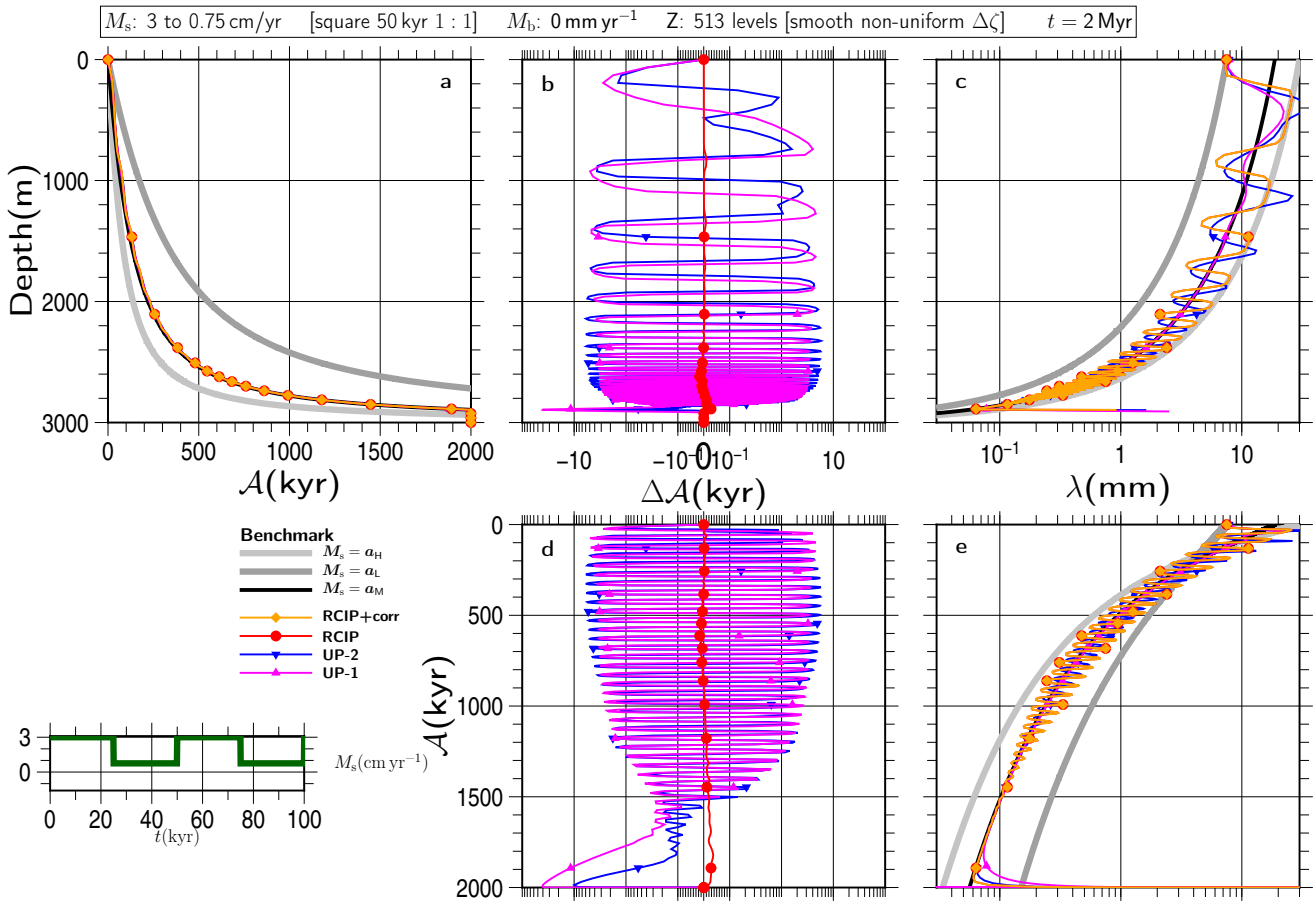 Mₛ: 3 to 0.75 cm/yr [square 50 kyr 1 : 1] M_b: 0 mm yr⁻¹ Z: 513 levels [smooth non-uniform Δζ] t = 2 Myr
a
b
c
Depth(m)
0
1000
2000
3000
0 500 1000 1500 2000
𝒜(kyr)
−10 −10⁻¹ 0 10⁻¹ 10
Δ𝒜(kyr)
10⁻¹ 1 10
λ(mm)
Benchmark
Mₛ = a_H
Mₛ = a_L
Mₛ = a_M
RCIP+corr
RCIP
UP-2
UP-1
d
e
𝒜(kyr)
0
500
1000
1500
2000
3
0
Mₛ(cm yr⁻¹)
0 20 40 60 80 100
t(kyr)